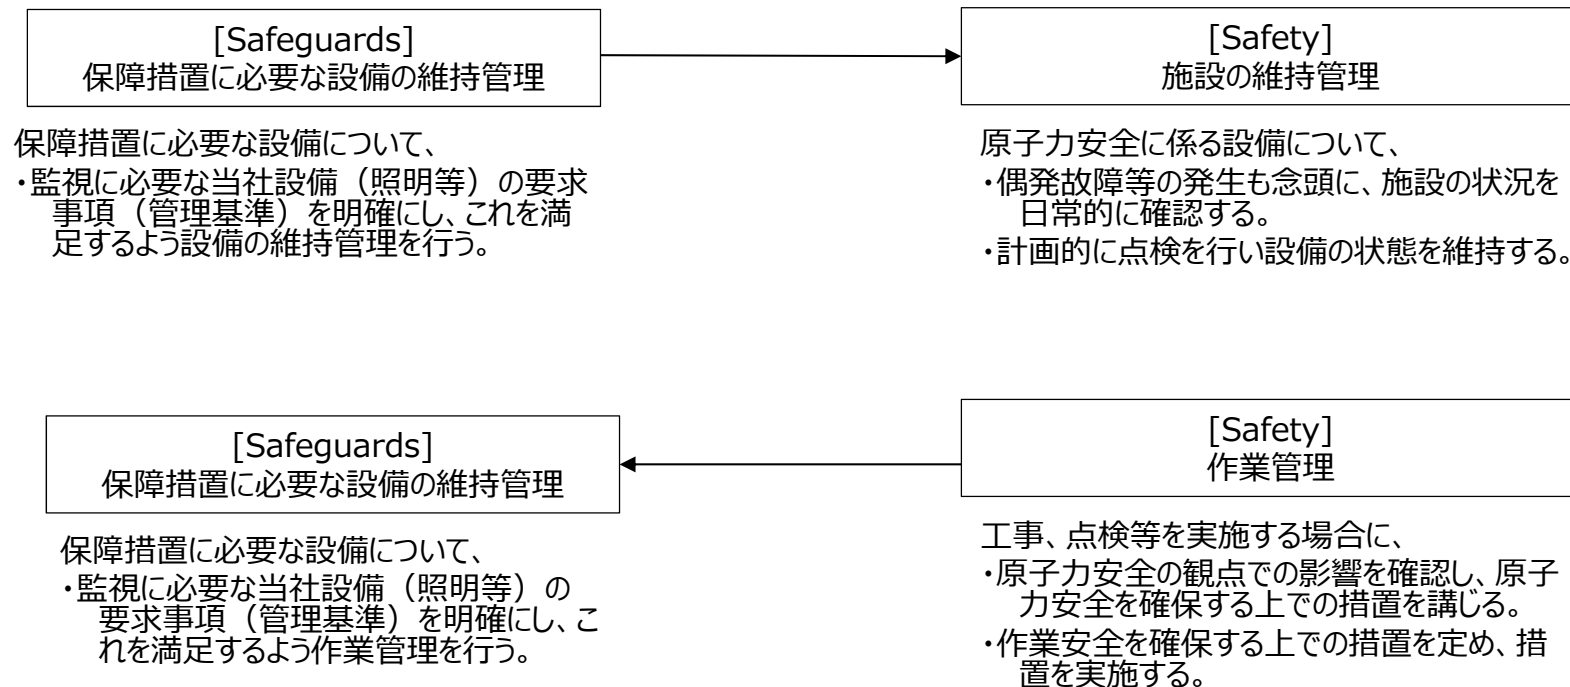 [Safeguards]
保障措置に必要な設備の維持管理
[Safety]
施設の維持管理
保障措置に必要な設備について、
・監視に必要な当社設備（照明等）の要求
事項（管理基準）を明確にし、これを満
足するよう設備の維持管理を行う。
原子力安全に係る設備について、
・偶発故障等の発生も念頭に、施設の状況を
日常的に確認する。
・計画的に点検を行い設備の状態を維持する。
[Safeguards]
保障措置に必要な設備の維持管理
[Safety]
作業管理
保障措置に必要な設備について、
・監視に必要な当社設備（照明等）の
要求事項（管理基準）を明確にし、こ
れを満足するよう作業管理を行う。
工事、点検等を実施する場合に、
・原子力安全の観点での影響を確認し、原子
力安全を確保する上での措置を講じる。
・作業安全を確保する上での措置を定め、措
置を実施する。